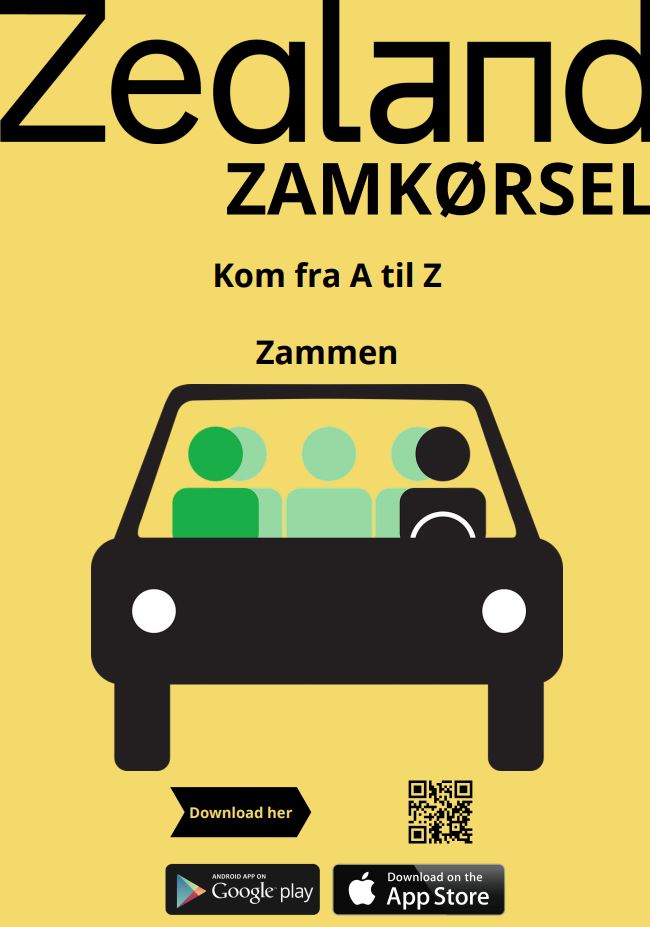 Zealand
ZAMKØRSEL
Kom fra A til Z
Zammen
Download her
ANDROID APP ON
Google play
Download on the
App Store